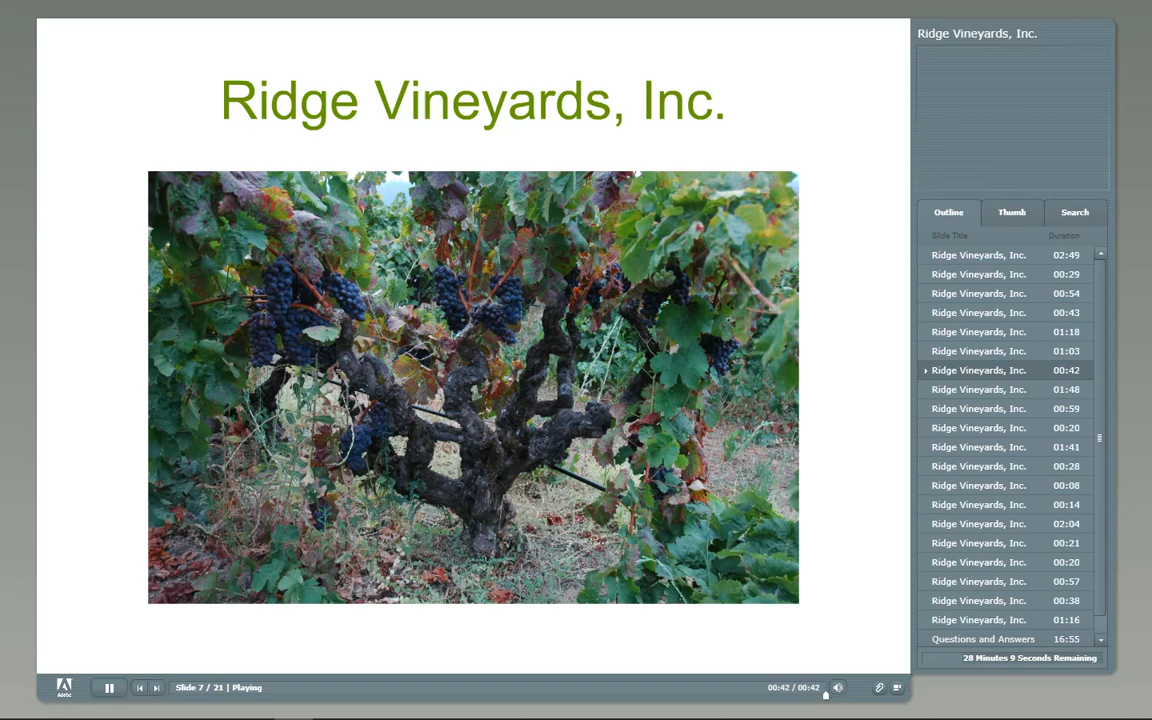 Ridge Vineyards, Inc.
Ridge Vineyards, Inc.
Outline Thumb Search
Slide Title Duration
Ridge Vineyards, Inc. 02:49
Ridge Vineyards, Inc. 00:29
Ridge Vineyards, Inc. 00:54
Ridge Vineyards, Inc. 00:43
Ridge Vineyards, Inc. 01:18
Ridge Vineyards, Inc. 01:03
Ridge Vineyards, Inc. 00:42
Ridge Vineyards, Inc. 01:48
Ridge Vineyards, Inc. 00:59
Ridge Vineyards, Inc. 00:20
Ridge Vineyards, Inc. 01:41
Ridge Vineyards, Inc. 00:28
Ridge Vineyards, Inc. 00:08
Ridge Vineyards, Inc. 00:14
Ridge Vineyards, Inc. 02:04
Ridge Vineyards, Inc. 00:21
Ridge Vineyards, Inc. 00:20
Ridge Vineyards, Inc. 00:57
Ridge Vineyards, Inc. 00:38
Ridge Vineyards, Inc. 01:16
Questions and Answers 16:55
28 Minutes 9 Seconds Remaining
Adobe Slide 7 / 21 | Playing 00:42 / 00:42